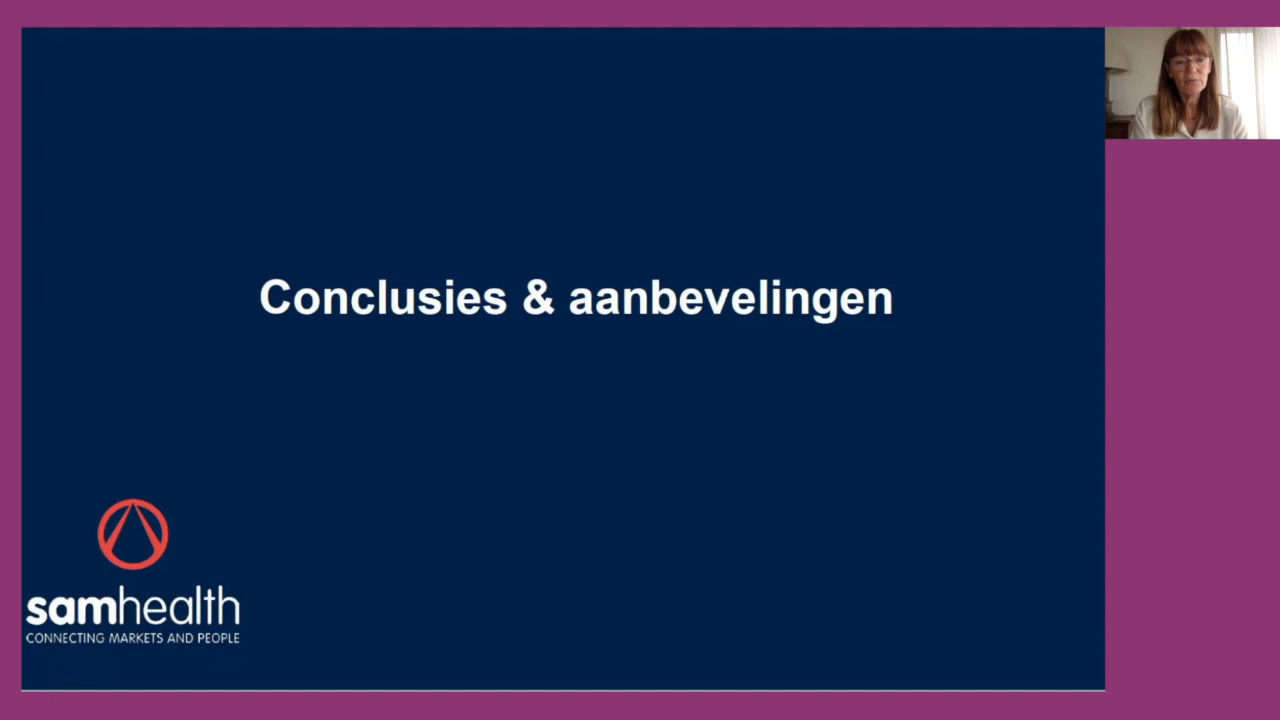 Conclusies & aanbevelingen
samhealth
CONNECTING MARKETS AND PEOPLE